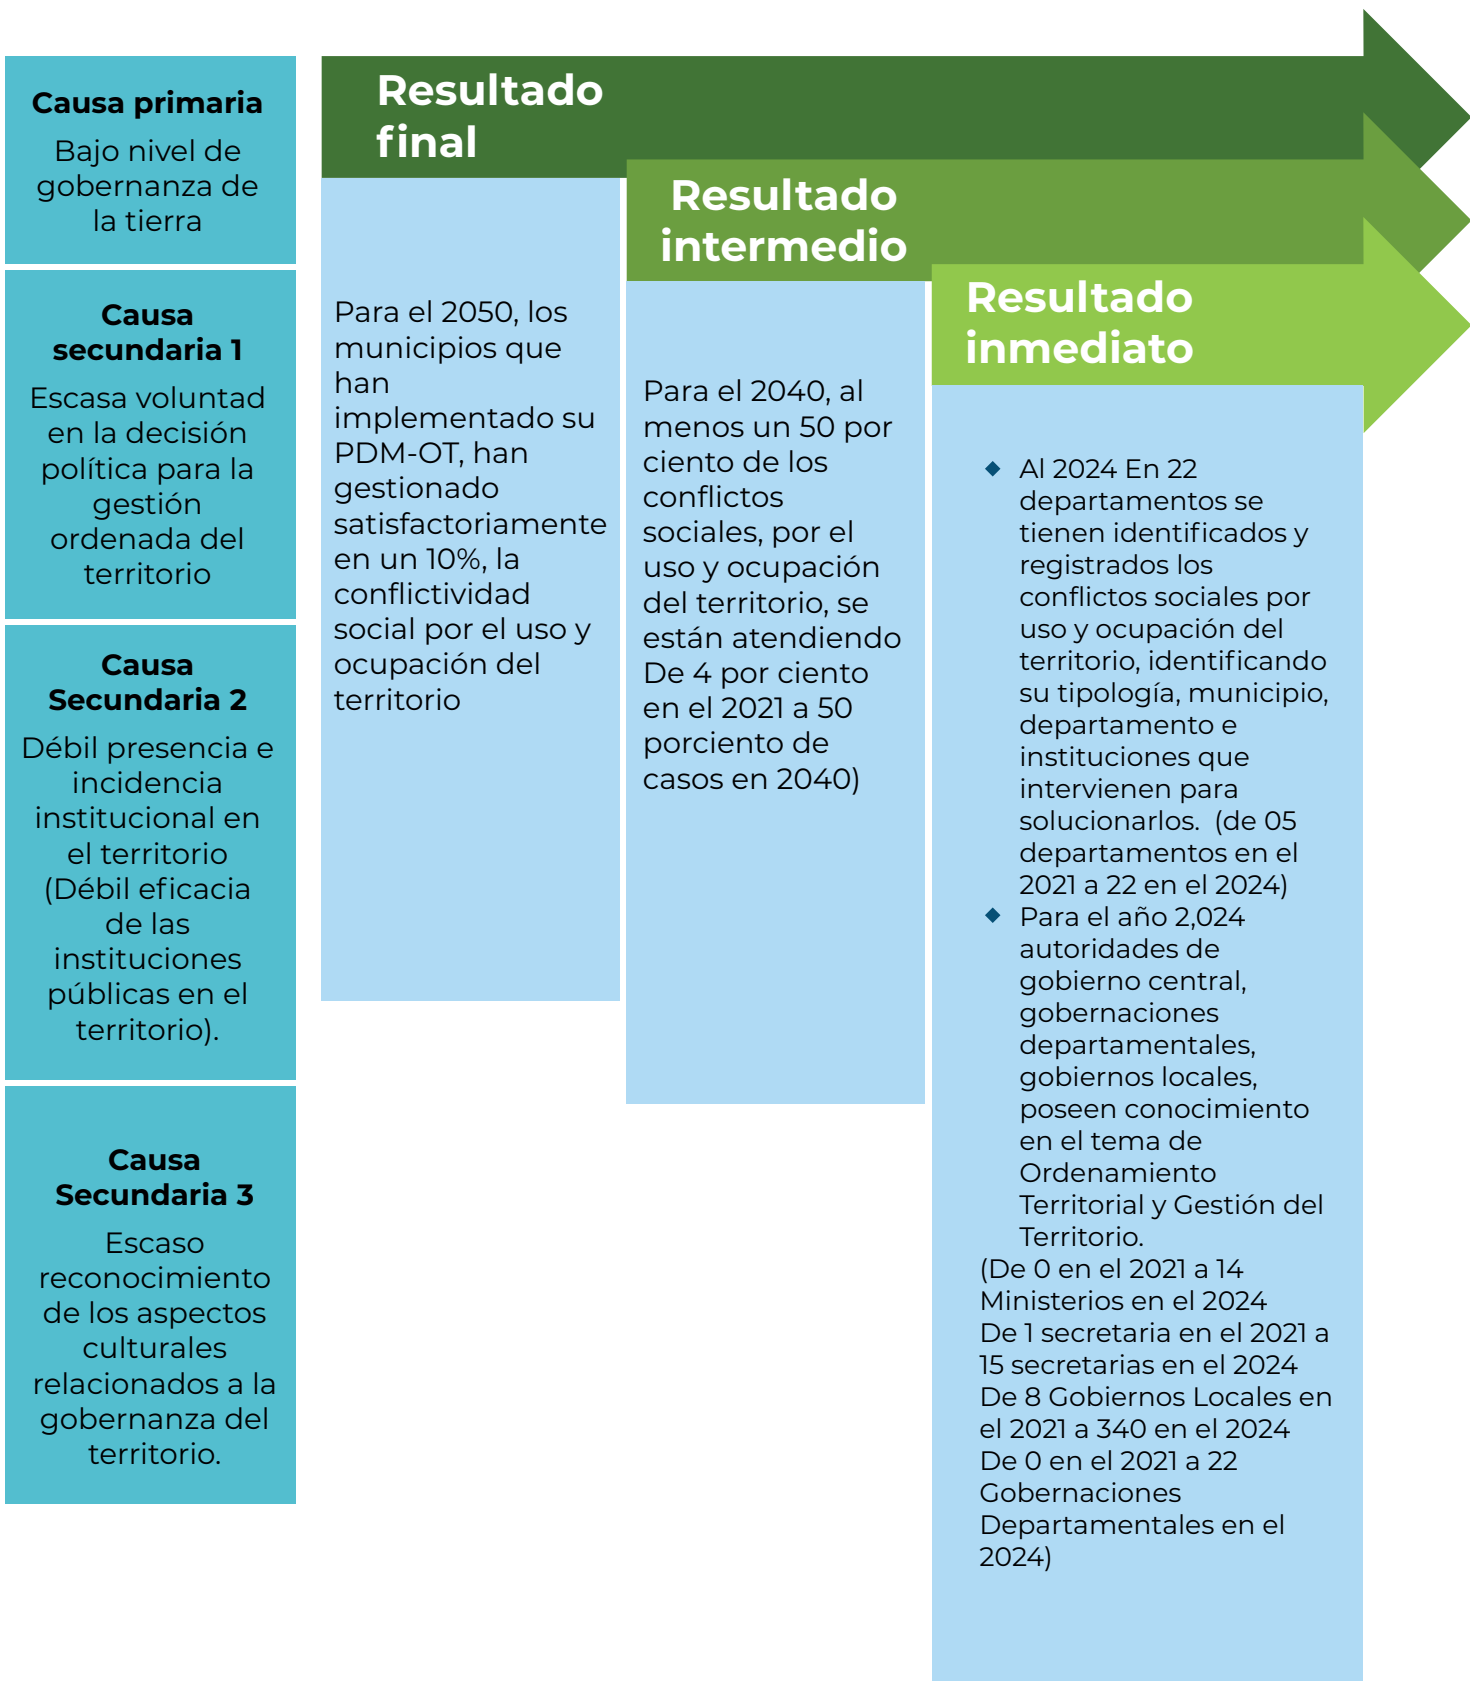 Causa primaria
Bajo nivel de
gobernanza de
la tierra
Causa
secundaria 1
Escasa voluntad
en la decisión
política para la
gestión
ordenada del
territorio
Causa
Secundaria 2
Débil presencia e
incidencia
institucional en
el territorio
(Débil eficacia
de las
instituciones
públicas en el
territorio).
Causa
Secundaria 3
Escaso
reconocimiento
de los aspectos
culturales
relacionados a la
gobernanza del
territorio.
Resultado
final
Para el 2050, los
municipios que
han
implementado su
PDM-OT, han
gestionado
satisfactoriamente
en un 10%, la
conflictividad
social por el uso y
ocupación del
territorio
Resultado
intermedio
Para el 2040, al
menos un 50 por
ciento de los
conflictos
sociales, por el
uso y ocupación
del territorio, se
están atendiendo
De 4 por ciento
en el 2021 a 50
porciento de
casos en 2040)
Resultado
inmediato
◆ Al 2024 En 22
departamentos se
tienen identificados y
registrados los
conflictos sociales por
uso y ocupación del
territorio, identificando
su tipología, municipio,
departamento e
instituciones que
intervienen para
solucionarlos. (de 05
departamentos en el
2021 a 22 en el 2024)
◆ Para el año 2,024
autoridades de
gobierno central,
gobernaciones
departamentales,
gobiernos locales,
poseen conocimiento
en el tema de
Ordenamiento
Territorial y Gestión del
Territorio.
(De 0 en el 2021 a 14
Ministerios en el 2024
De 1 secretaria en el 2021 a
15 secretarias en el 2024
De 8 Gobiernos Locales en
el 2021 a 340 en el 2024
De 0 en el 2021 a 22
Gobernaciones
Departamentales en el
2024)